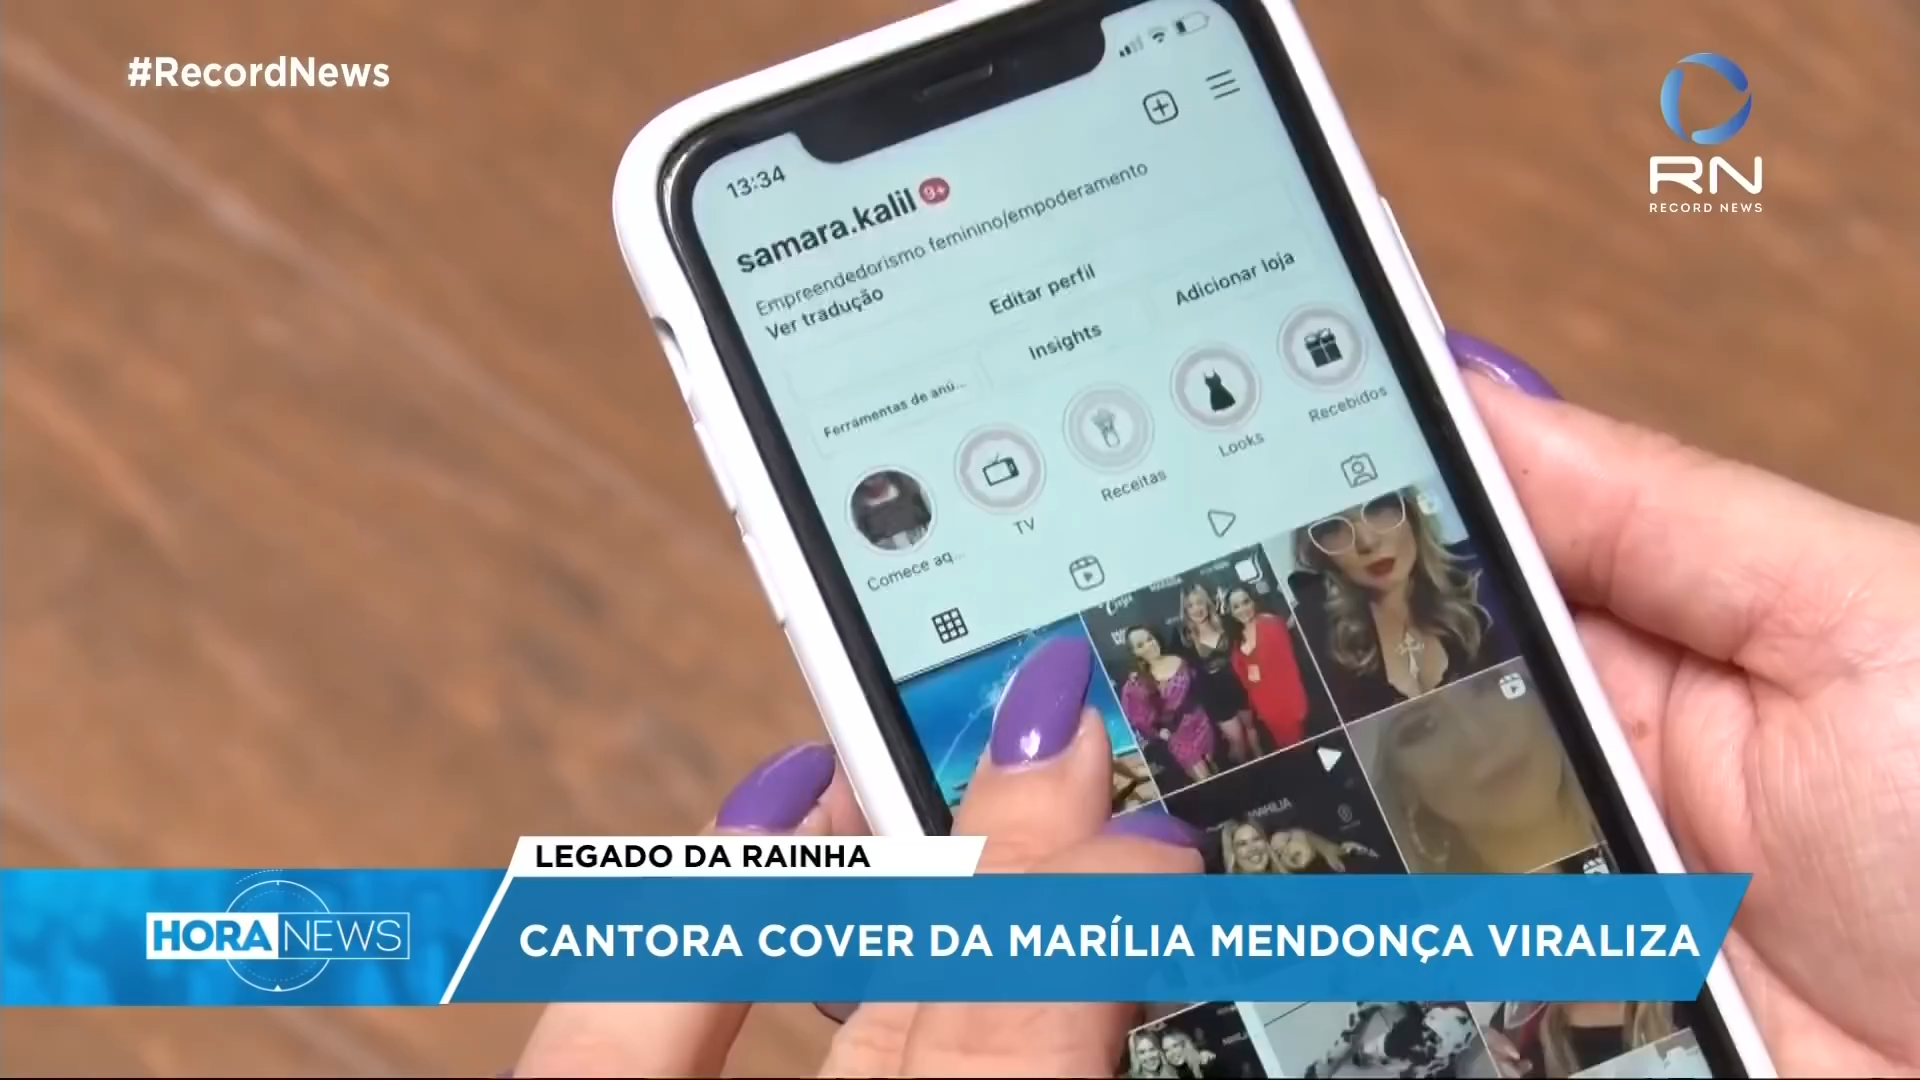 #RecordNews
RN
RECORD NEWS
13:34
samara.kalil 9+
Empreendedorismo feminino/empoderamento
Ver tradução
Editar perfil
Adicionar loja
Ferramentas de anú...
Insights
Comece aq...
TV
Receitas
Looks
Recebidos
LEGADO DA RAINHA
HORA NEWS
CANTORA COVER DA MARÍLIA MENDONÇA VIRALIZA